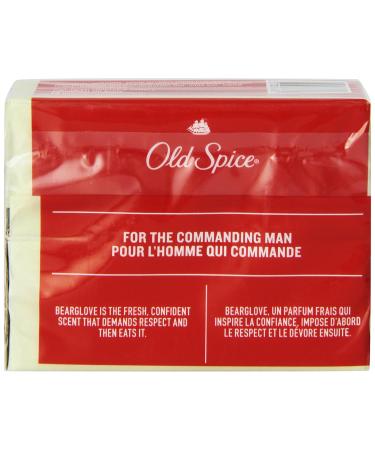 Old Spice®
FOR THE COMMANDING MAN
POUR L'HOMME QUI COMMANDE
BEARGLOVE IS THE FRESH, CONFIDENT
SCENT THAT DEMANDS RESPECT AND
THEN EATS IT.
BEARGLOVE, UN PARFUM FRAIS QUI
INSPIRE LA CONFIANCE, IMPOSE D'ABORD
LE RESPECT ET LE DÉVORE ENSUITE.